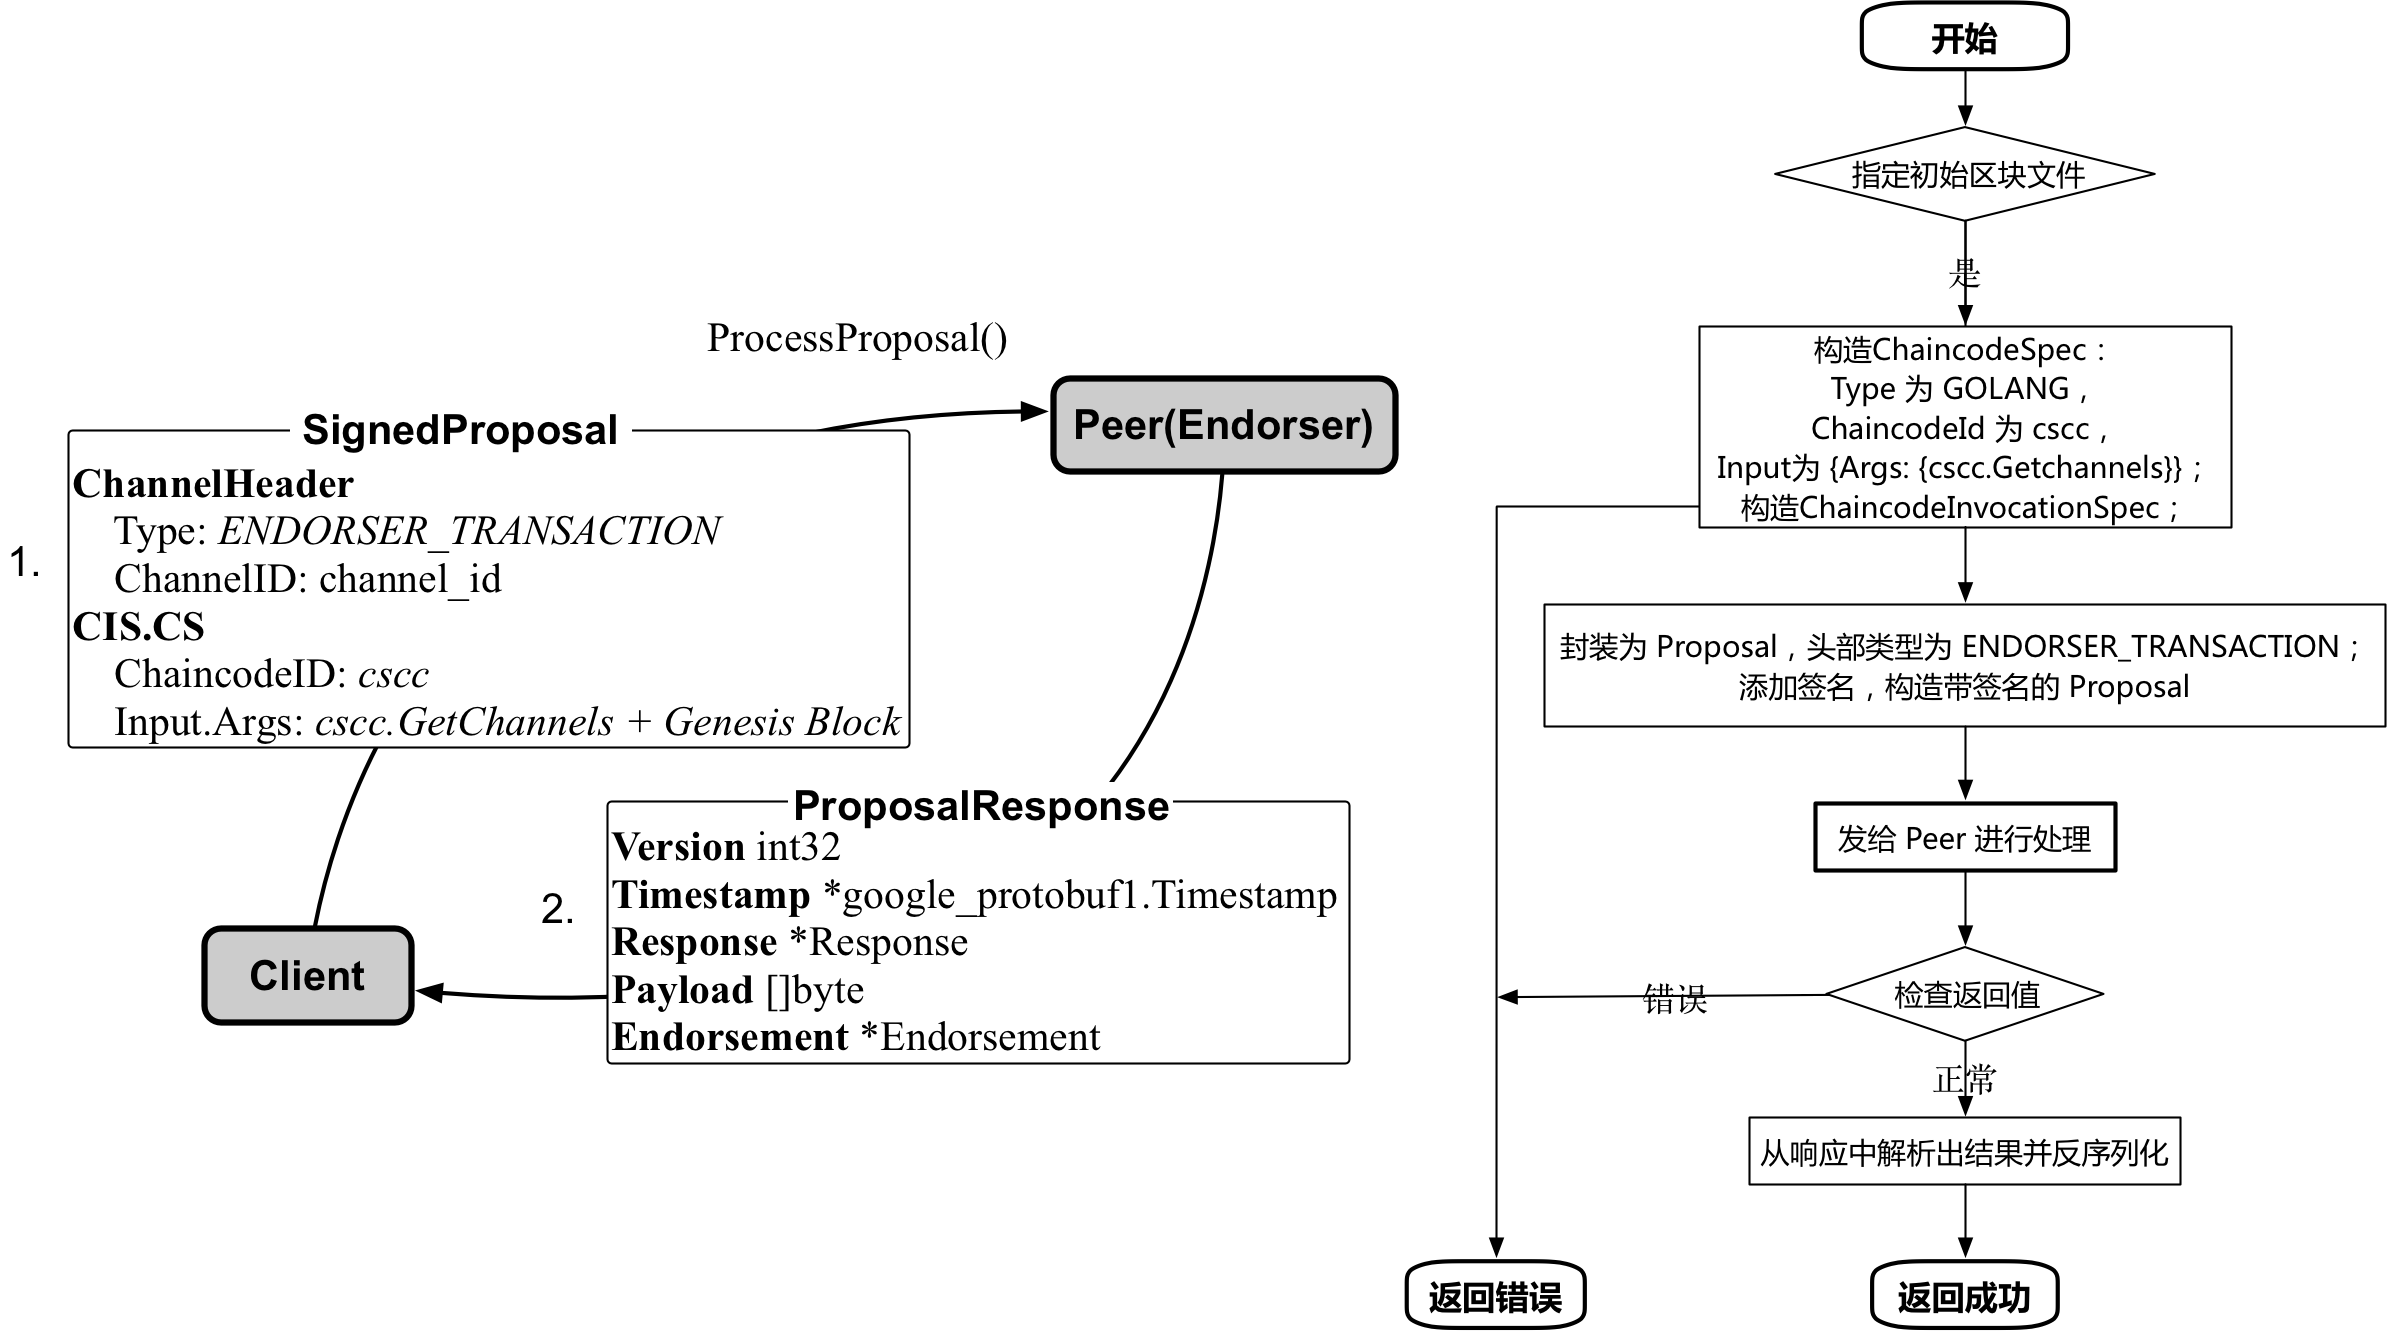 ProcessProposal()
Peer(Endorser)
1.
SignedProposal
ChannelHeader
Type: ENDORSER_TRANSACTION
ChannelID: channel_id
CIS.CS
ChaincodeID: cscc
Input.Args: cscc.GetChannels + Genesis Block
Client
2.
ProposalResponse
Version int32
Timestamp *google_protobuf1.Timestamp
Response *Response
Payload []byte
Endorsement *Endorsement
开始
指定初始区块文件
是
构造ChaincodeSpec：
Type 为 GOLANG，
ChaincodeId 为 cscc，
Input为 {Args: {cscc.Getchannels}}；
构造ChaincodeInvocationSpec；
封装为 Proposal，头部类型为 ENDORSER_TRANSACTION；
添加签名，构造带签名的 Proposal
发给 Peer 进行处理
检查返回值
错误
正常
从响应中解析出结果并反序列化
返回错误
返回成功